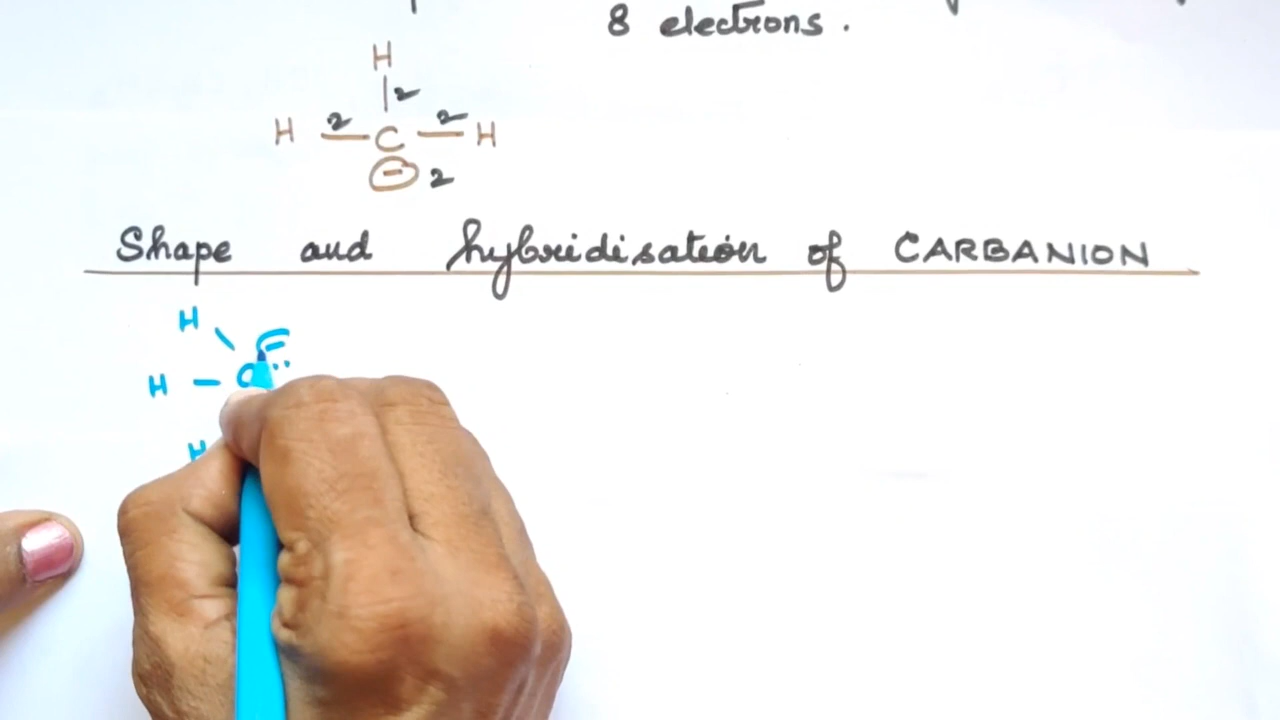 8 electrons.
H
2
H 2 C 2 H
- 2
Shape and hybridisation of CARBANION
H
H - C
H